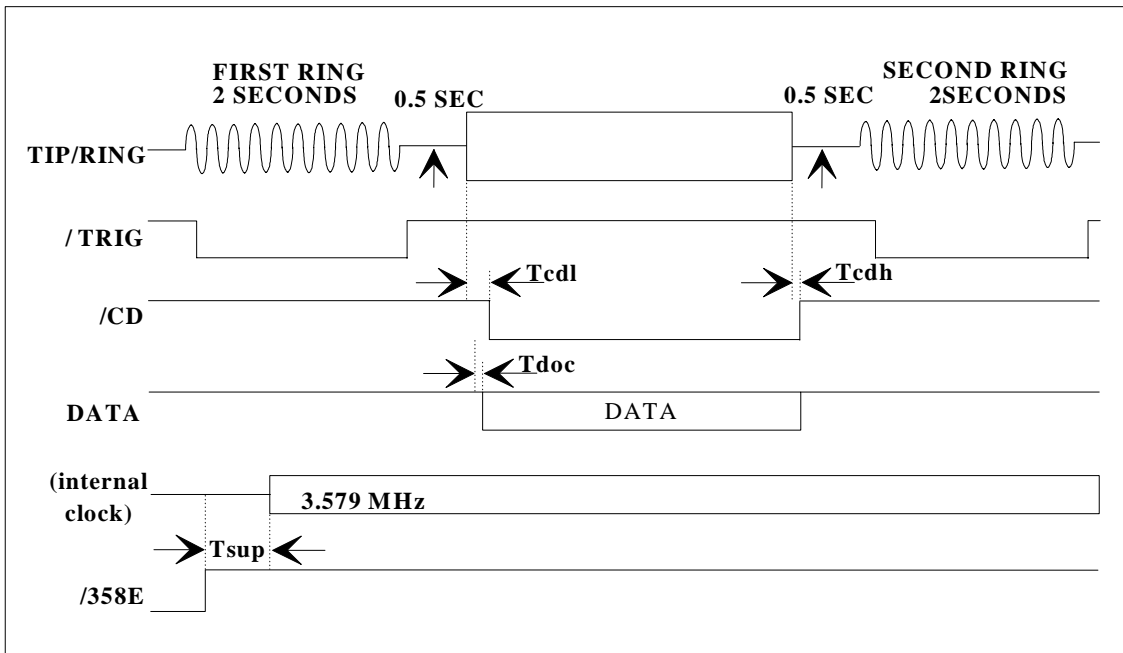 FIRST RING
2 SECONDS
0.5 SEC
0.5 SEC
SECOND RING
2SECONDS
TIP/RING
/ TRIG
Tcdl
Tcdh
/CD
Tdoc
DATA
DATA
(internal
clock)
3.579 MHz
Tsup
/358E